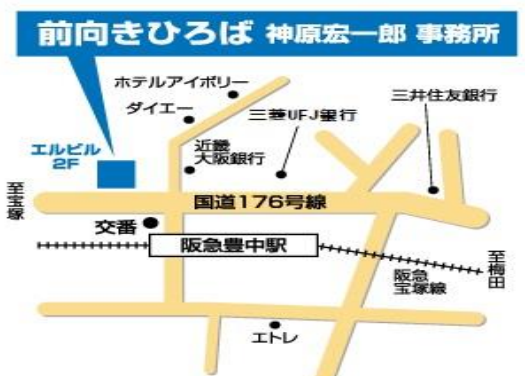 前向きひろば 神原宏一郎 事務所
ホテルアイボリー
ダイエー
三菱UFJ銀行
三井住友銀行
エルビル
2F
近畿
大阪銀行
至宝塚
国道176号線
交番
阪急豊中駅
至梅田
阪急
宝塚線
エトレ